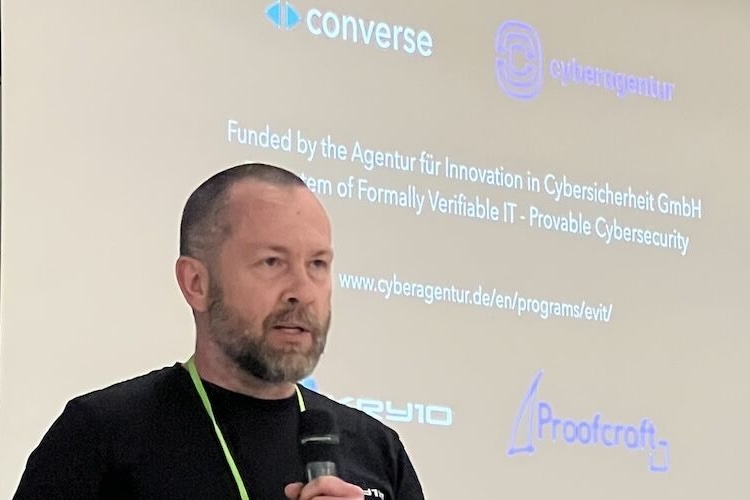 converse
cyberagentur
Funded by the Agentur für Innovation in Cybersicherheit GmbH
of Formally Verifiable IT - Provable Cybersecurity
www.cyberagentur.de/en/programs/evit/
KRY10
Proofcraft